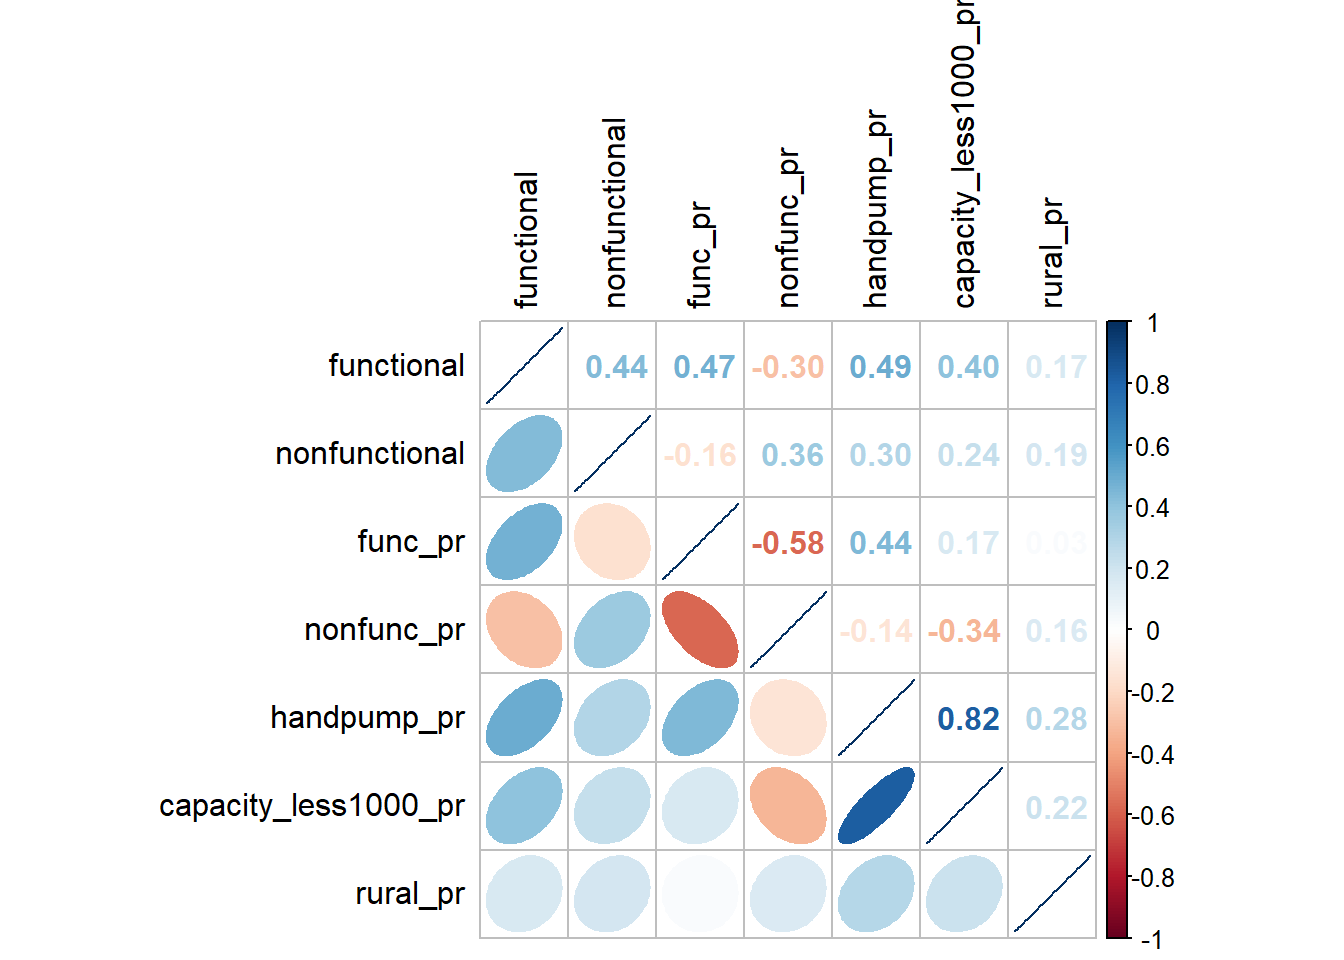 functional
nonfunctional
func_pr
nonfunc_pr
handpump_pr
capacity_less1000_pr
rural_pr
functional 0.44 0.47 -0.30 0.49 0.40 0.17
nonfunctional -0.16 0.36 0.30 0.24 0.19
func_pr -0.58 0.44 0.17 0.03
nonfunc_pr -0.14 -0.34 0.16
handpump_pr 0.82 0.28
capacity_less1000_pr 0.22
rural_pr
1
0.8
0.6
0.4
0.2
0
-0.2
-0.4
-0.6
-0.8
-1